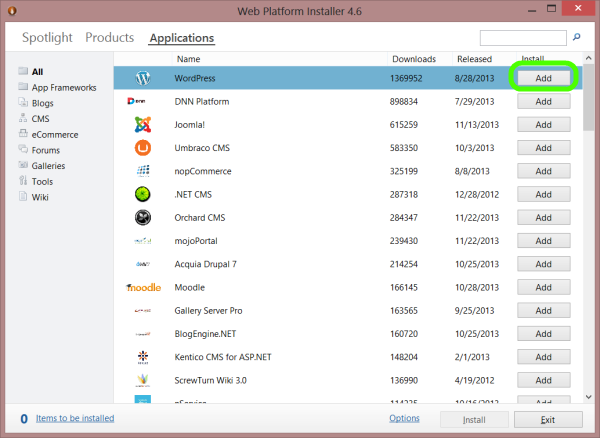 Web Platform Installer 4.6
Spotlight Products Applications
Name Downloads Released Install
All
App Frameworks
Blogs
CMS
eCommerce
Forums
Galleries
Tools
Wiki
WordPress 1369952 8/28/2013 Add
DNN DNN Platform 898834 7/29/2013 Add
Joomla! 615259 11/13/2013 Add
Umbraco CMS 583350 10/3/2013 Add
nopCommerce 325199 8/8/2013 Add
.NET CMS 287318 12/28/2012 Add
Orchard CMS 284347 11/22/2013 Add
mojoPortal 239430 11/22/2013 Add
Acquia Drupal 7 214254 10/25/2013 Add
moodle Moodle 166145 10/28/2013 Add
Gallery Server Pro 163565 9/25/2013 Add
BlogEngine.NET 160720 10/25/2013 Add
Kentico CMS for ASP.NET 148204 2/1/2013 Add
ScrewTurn Wiki 3.0 136990 4/19/2012 Add
0 Items to be installed Options Install Exit